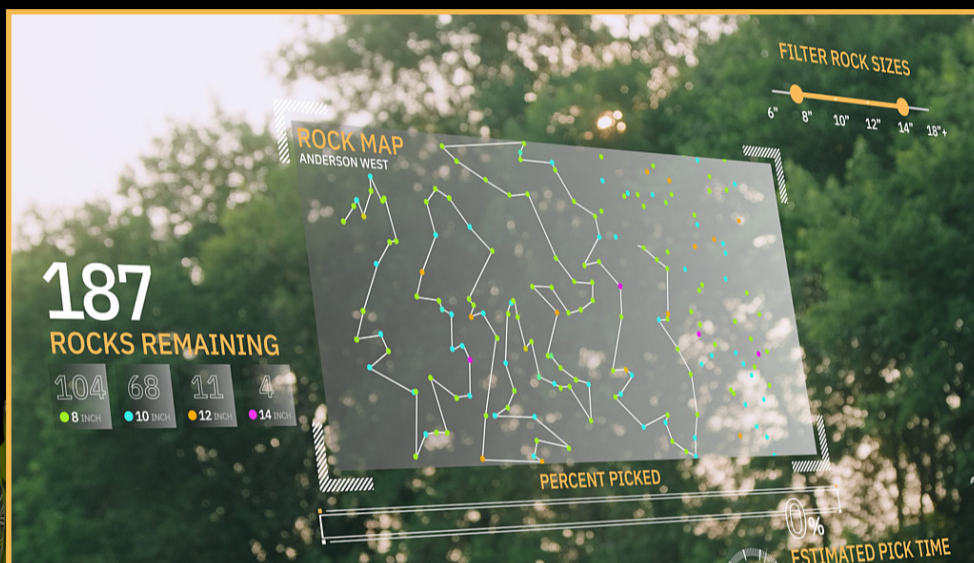 FILTER ROCK SIZES
6" 8" 10" 12" 14" 18"+
ROCK MAP
ANDERSON WEST
187
ROCKS REMAINING
104 68 11 4
8 INCH 10 INCH 12 INCH 14 INCH
PERCENT PICKED
0%
ESTIMATED PICK TIME